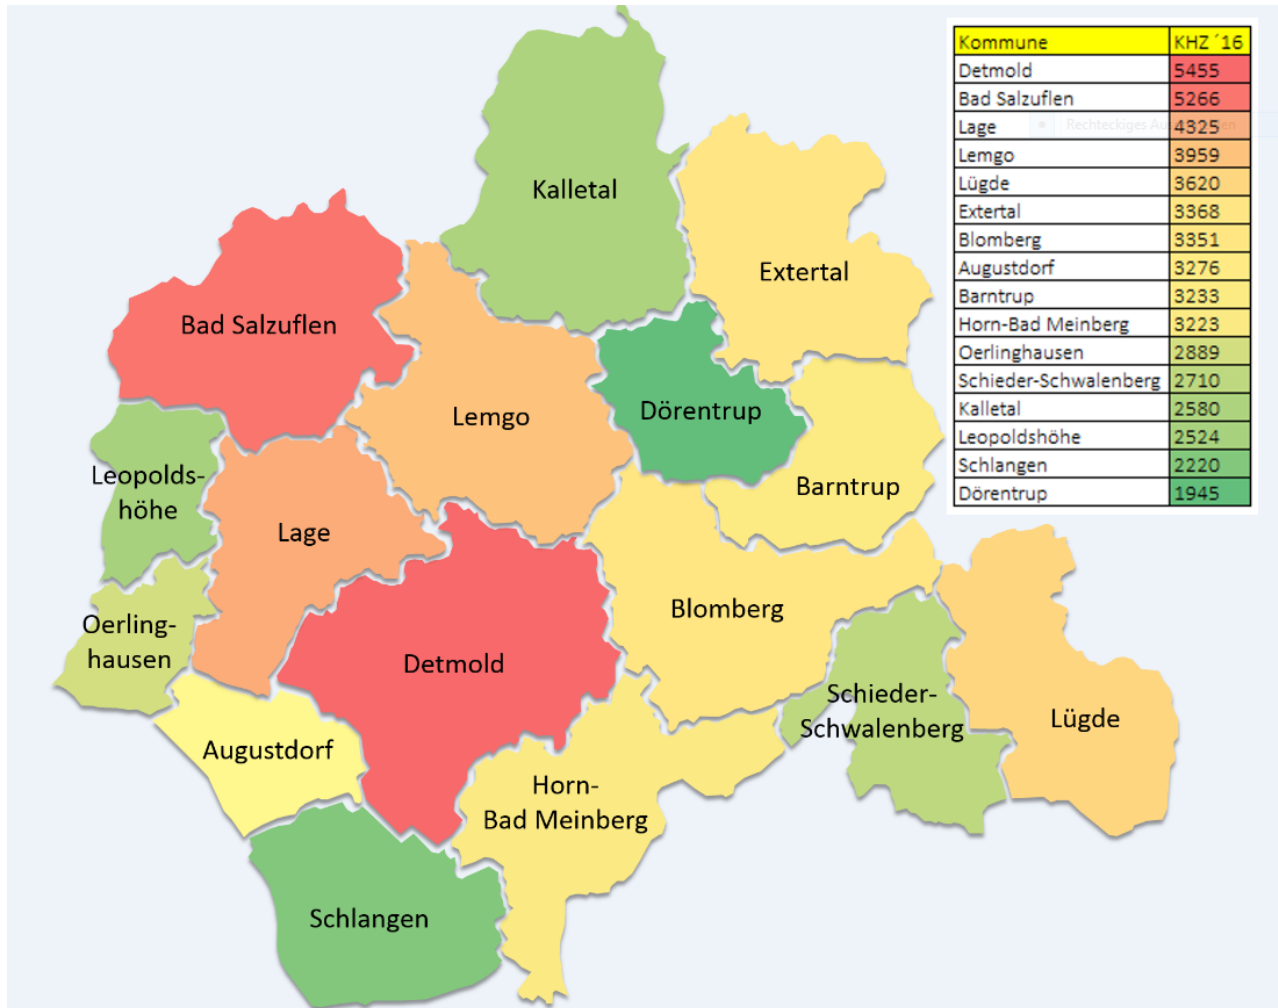 Kommune KHZ ´16
Detmold 5455
Bad Salzuflen 5266
Lage 4325
Lemgo 3959
Lügde 3620
Extertal 3368
Blomberg 3351
Augustdorf 3276
Barntrup 3233
Horn-Bad Meinberg 3223
Oerlinghausen 2889
Schieder-Schwalenberg 2710
Kalletal 2580
Leopoldshöhe 2524
Schlangen 2220
Dörentrup 1945
Rechteckiges
Kalletal
Extertal
Bad Salzuflen
Dörentrup
Lemgo
Leopolds-
höhe
Barntrup
Lage
Blomberg
Oerling-
hausen
Detmold
Schieder-
Schwalenberg
Lügde
Augustdorf
Horn-
Bad Meinberg
Schlangen